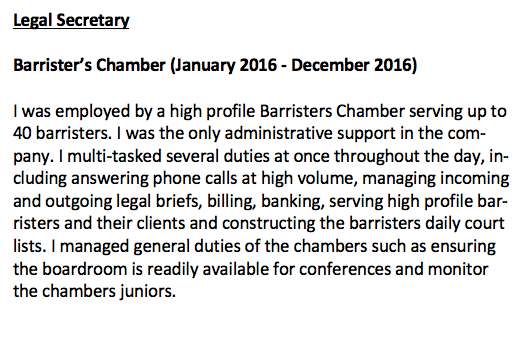 Legal Secretary
Barrister’s Chamber (January 2016 - December 2016)
I was employed by a high profile Barristers Chamber serving up to
40 barristers. I was the only administrative support in the com-
pany. I multi-tasked several duties at once throughout the day, in-
cluding answering phone calls at high volume, managing incoming
and outgoing legal briefs, billing, banking, serving high profile bar-
risters and their clients and constructing the barristers daily court
lists. I managed general duties of the chambers such as ensuring
the boardroom is readily available for conferences and monitor
the chambers juniors.